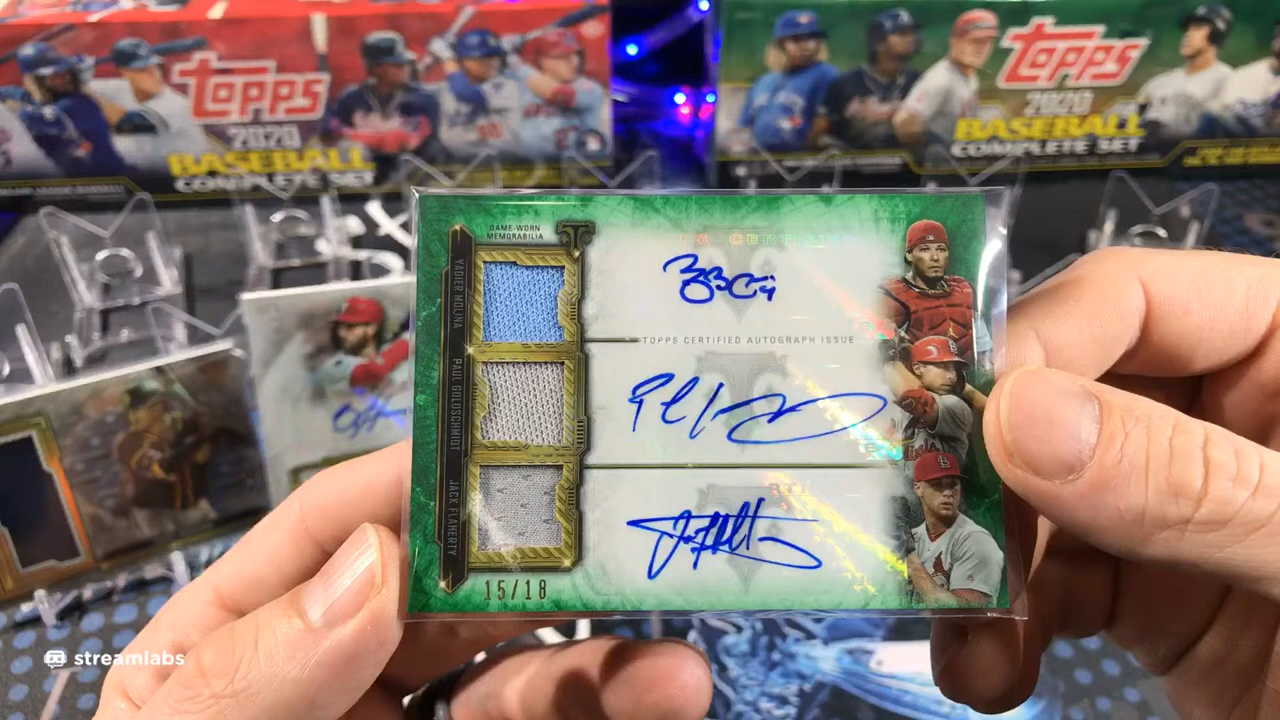 topps
2020
BASEBALL
COMPLETE SET
topps
2020
BASEBALL
COMPLETE SET
GAME-WORN
MEMORABILIA
YADIER MOLINA
PAUL GOLDSCHMIDT
JACK FLAHERTY
TOPPS CERTIFIED AUTOGRAPH ISSUE
15/18
streamlabs